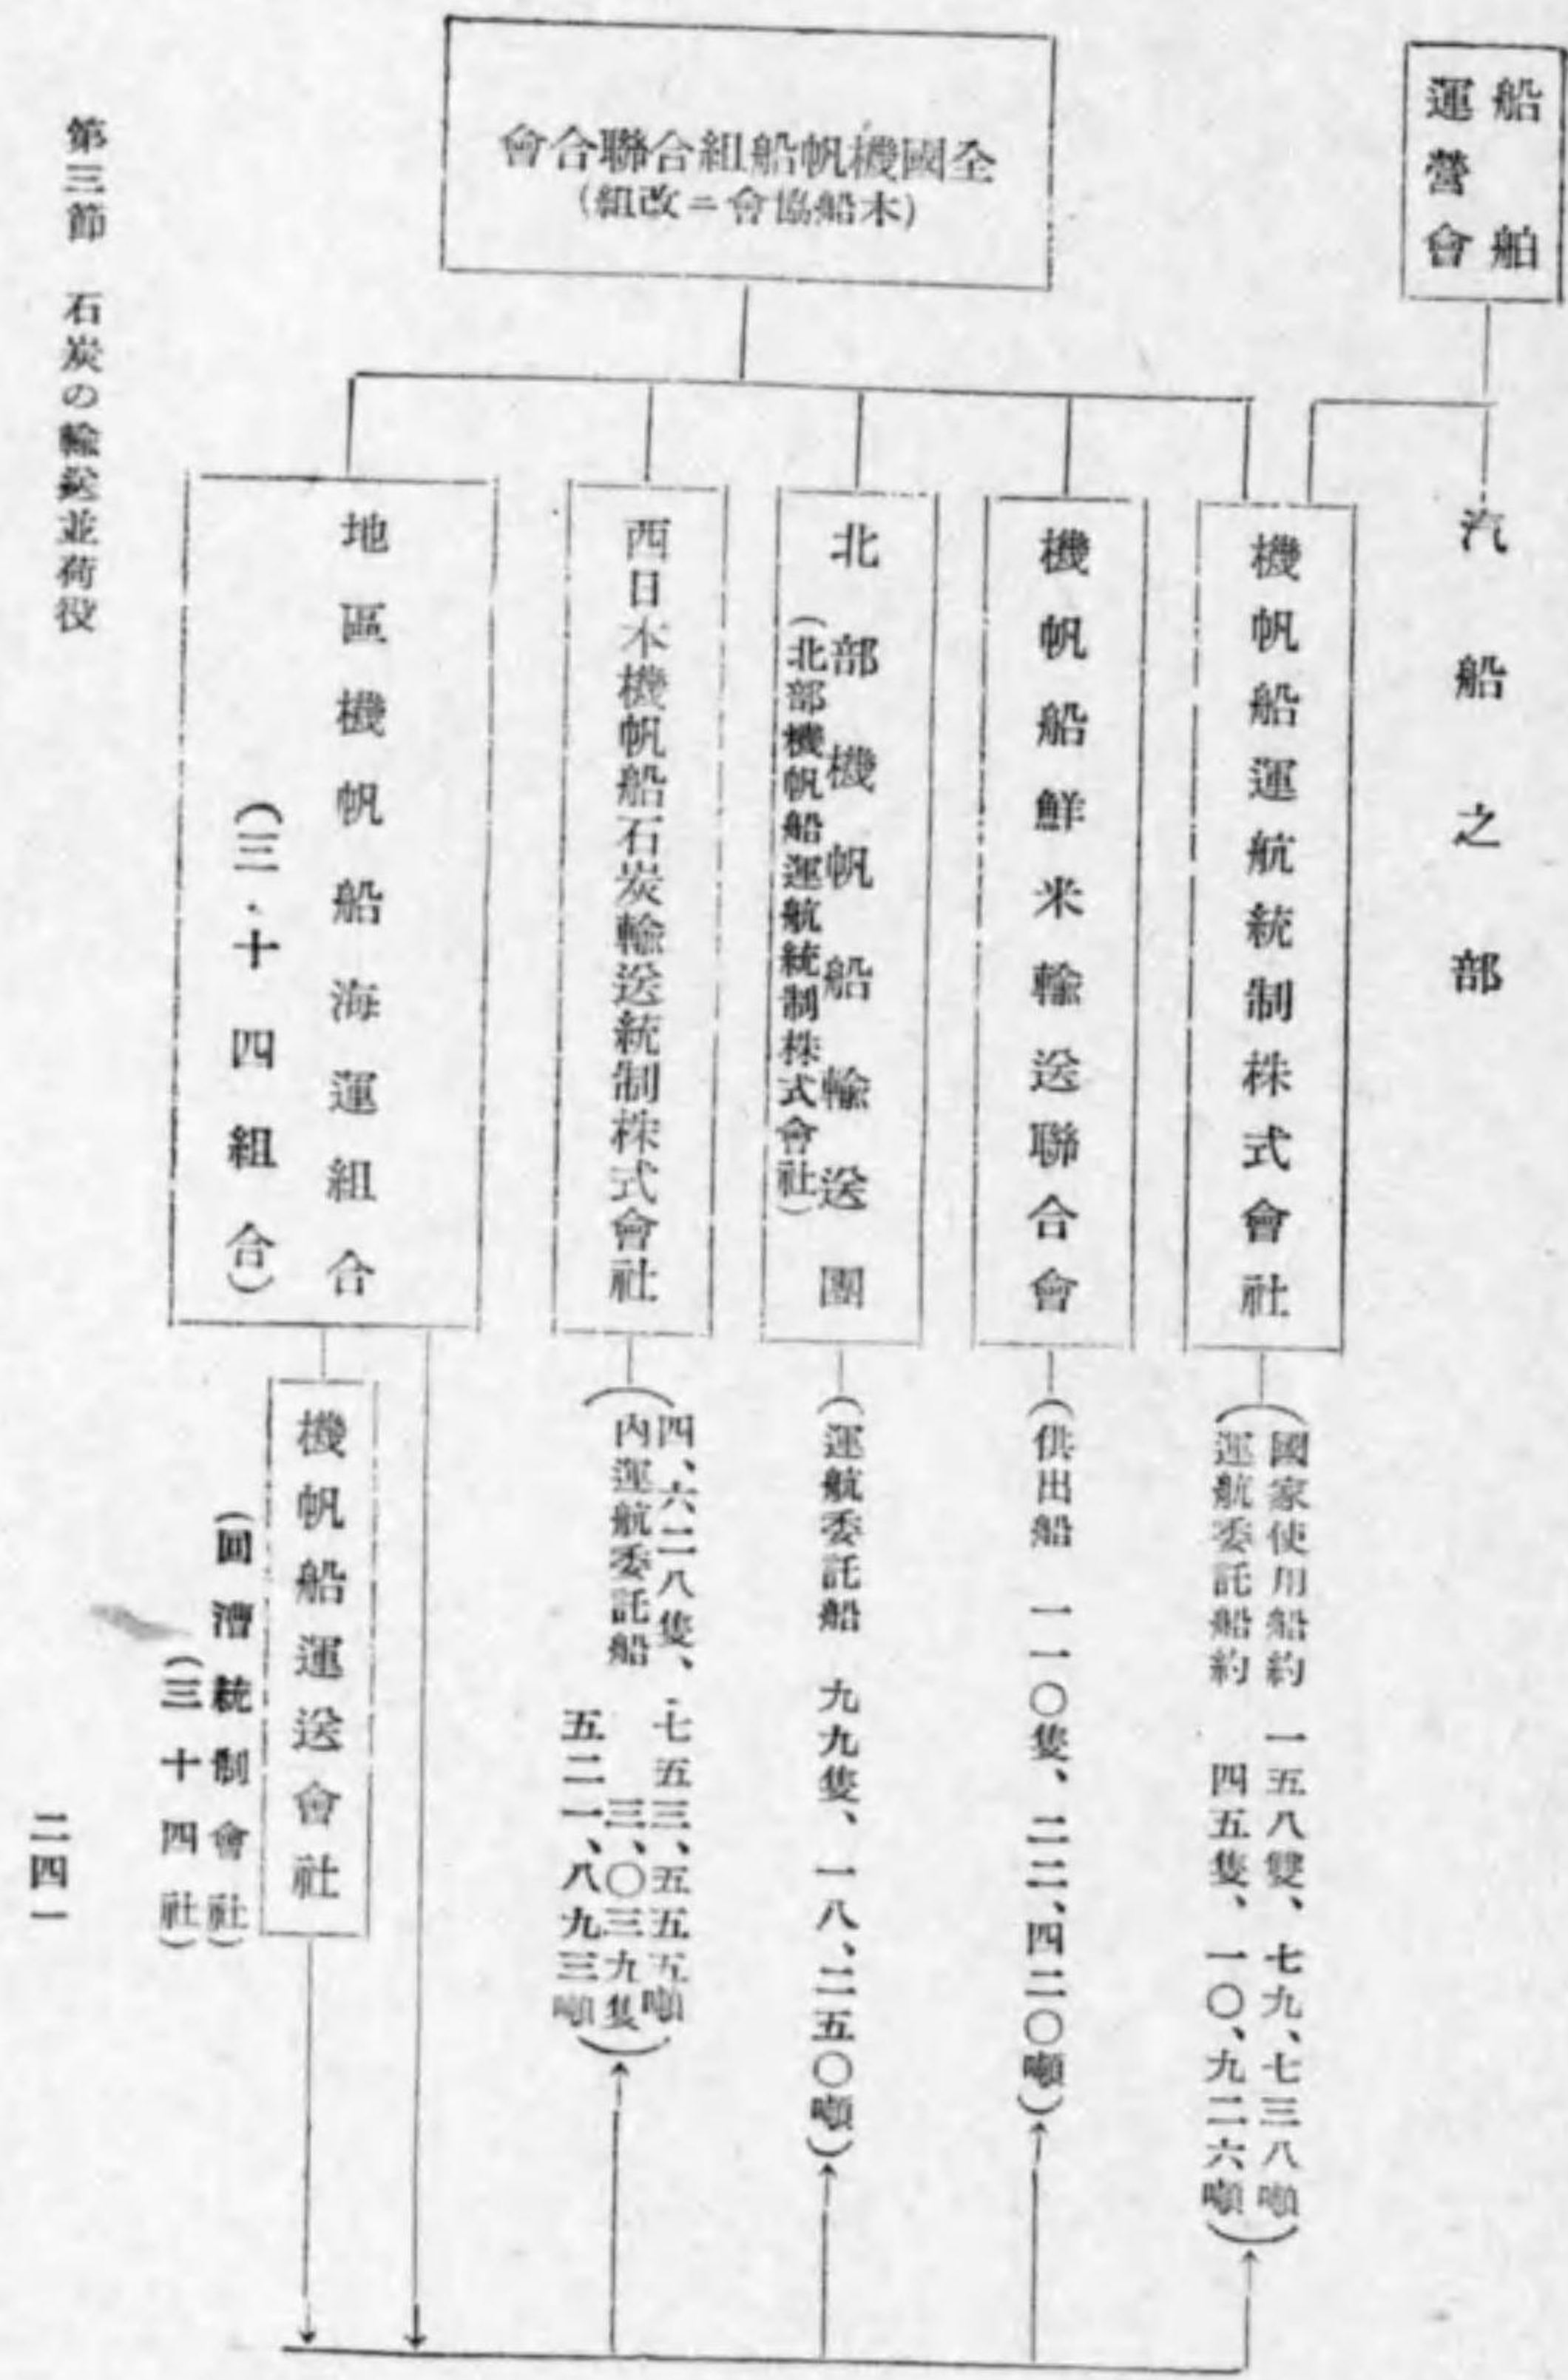 船舶
運營會
汽船之部
全國機帆船組合聯合會
(木船協會ニ改組)
機帆船運航統制株式會社
(國家使用船約 一五八雙、七九、七三八噸
運航委託船約 四五隻、一〇、九二六噸)
機帆船鮮米輸送聯合會
(供出船 一一〇隻、二二、四二〇噸)
北部機帆船輸送團
(北部機帆船運航統制株式會社)
(運航委託船 九九隻、一八、二五〇噸)
西日本機帆船石炭輸送統制株式會社
(四、六二八隻、七五三、五五五噸
內運航委託船 三、〇三九隻
五二一、八九三噸)
地區機帆船海運組合
(三・十四組合)
機帆船運送會社
(回漕統制會社)
(三十四社)
第三節 石炭の輸送並荷役
二四一